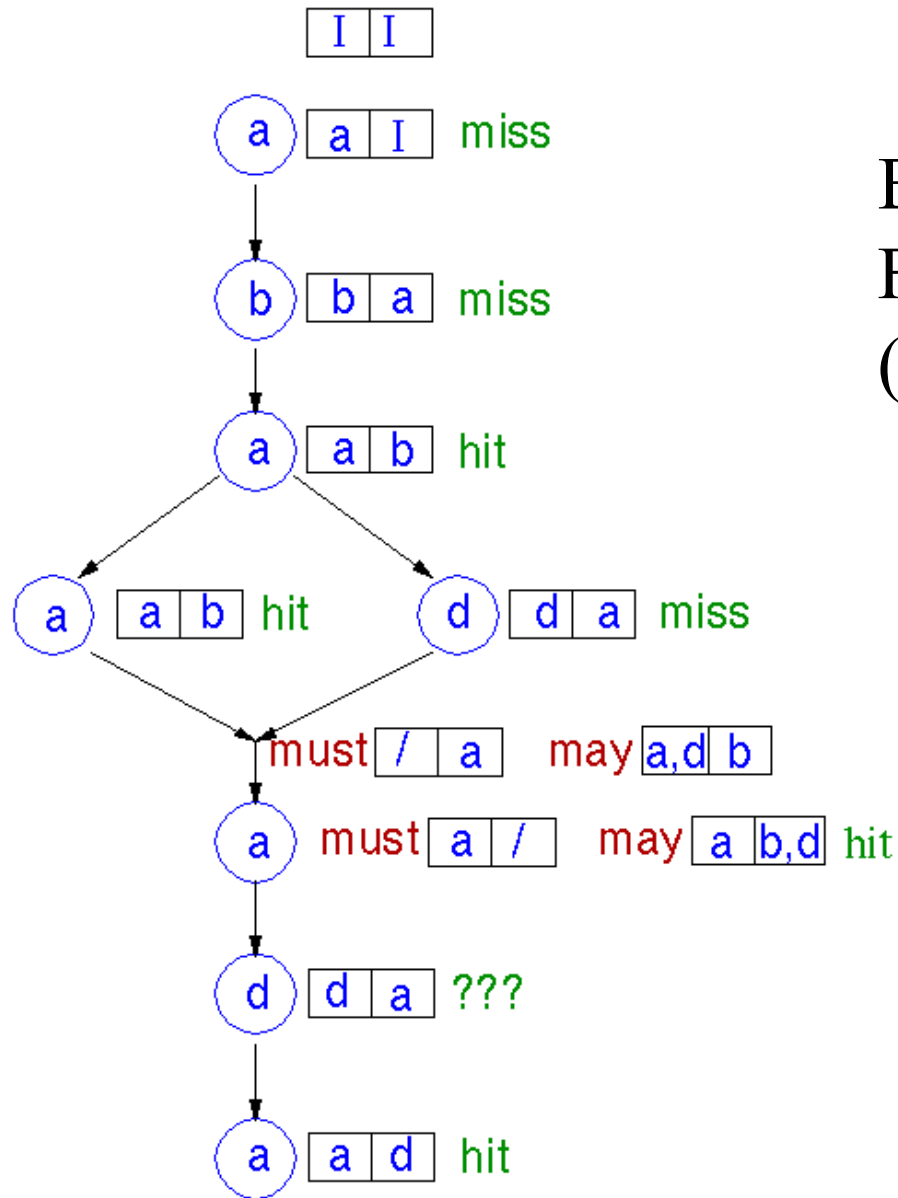 I I
a a I miss
b b a miss
a a b hit
a a b hit d d a miss
must / a may a,d b
a must a / may a b,d hit
d d a ???
a a d hit
(